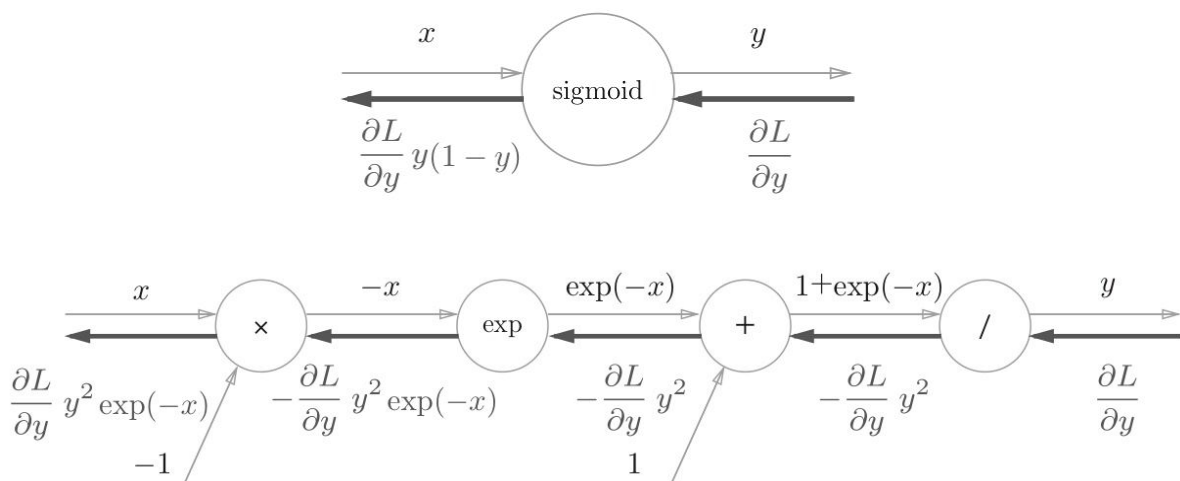 x y
sigmoid
∂L/∂y y(1 − y) ∂L/∂y
x −x exp(−x) 1+exp(−x) y
× exp + /
∂L/∂y y² exp(−x) −∂L/∂y y² exp(−x) −∂L/∂y y² −∂L/∂y y² ∂L/∂y
−1 1